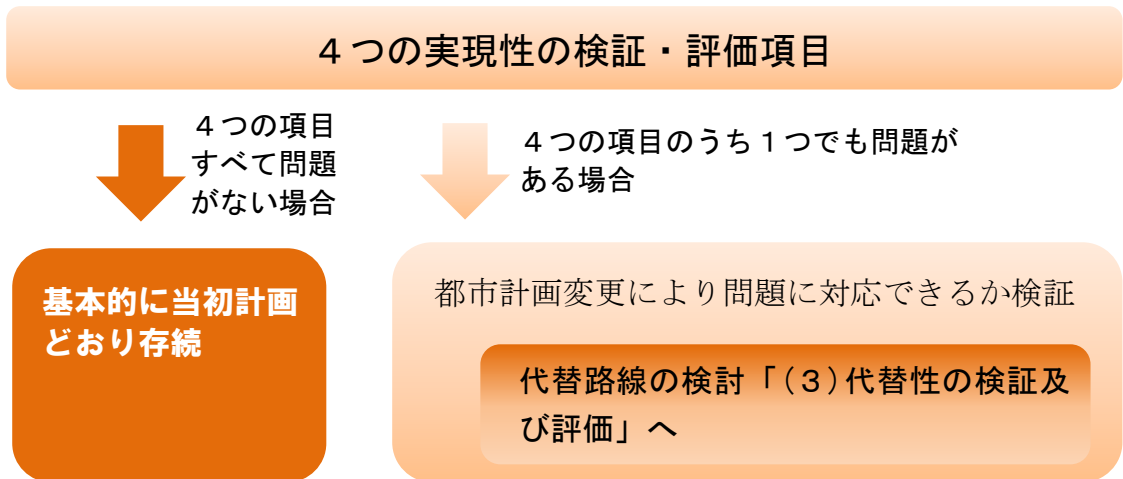 ４つの実現性の検証・評価項目
４つの項目
すべて問題
がない場合
４つの項目のうち１つでも問題が
ある場合
基本的に当初計画
どおり存続
都市計画変更により問題に対応できるか検証
代替路線の検討「(３)代替性の検証及
び評価」へ